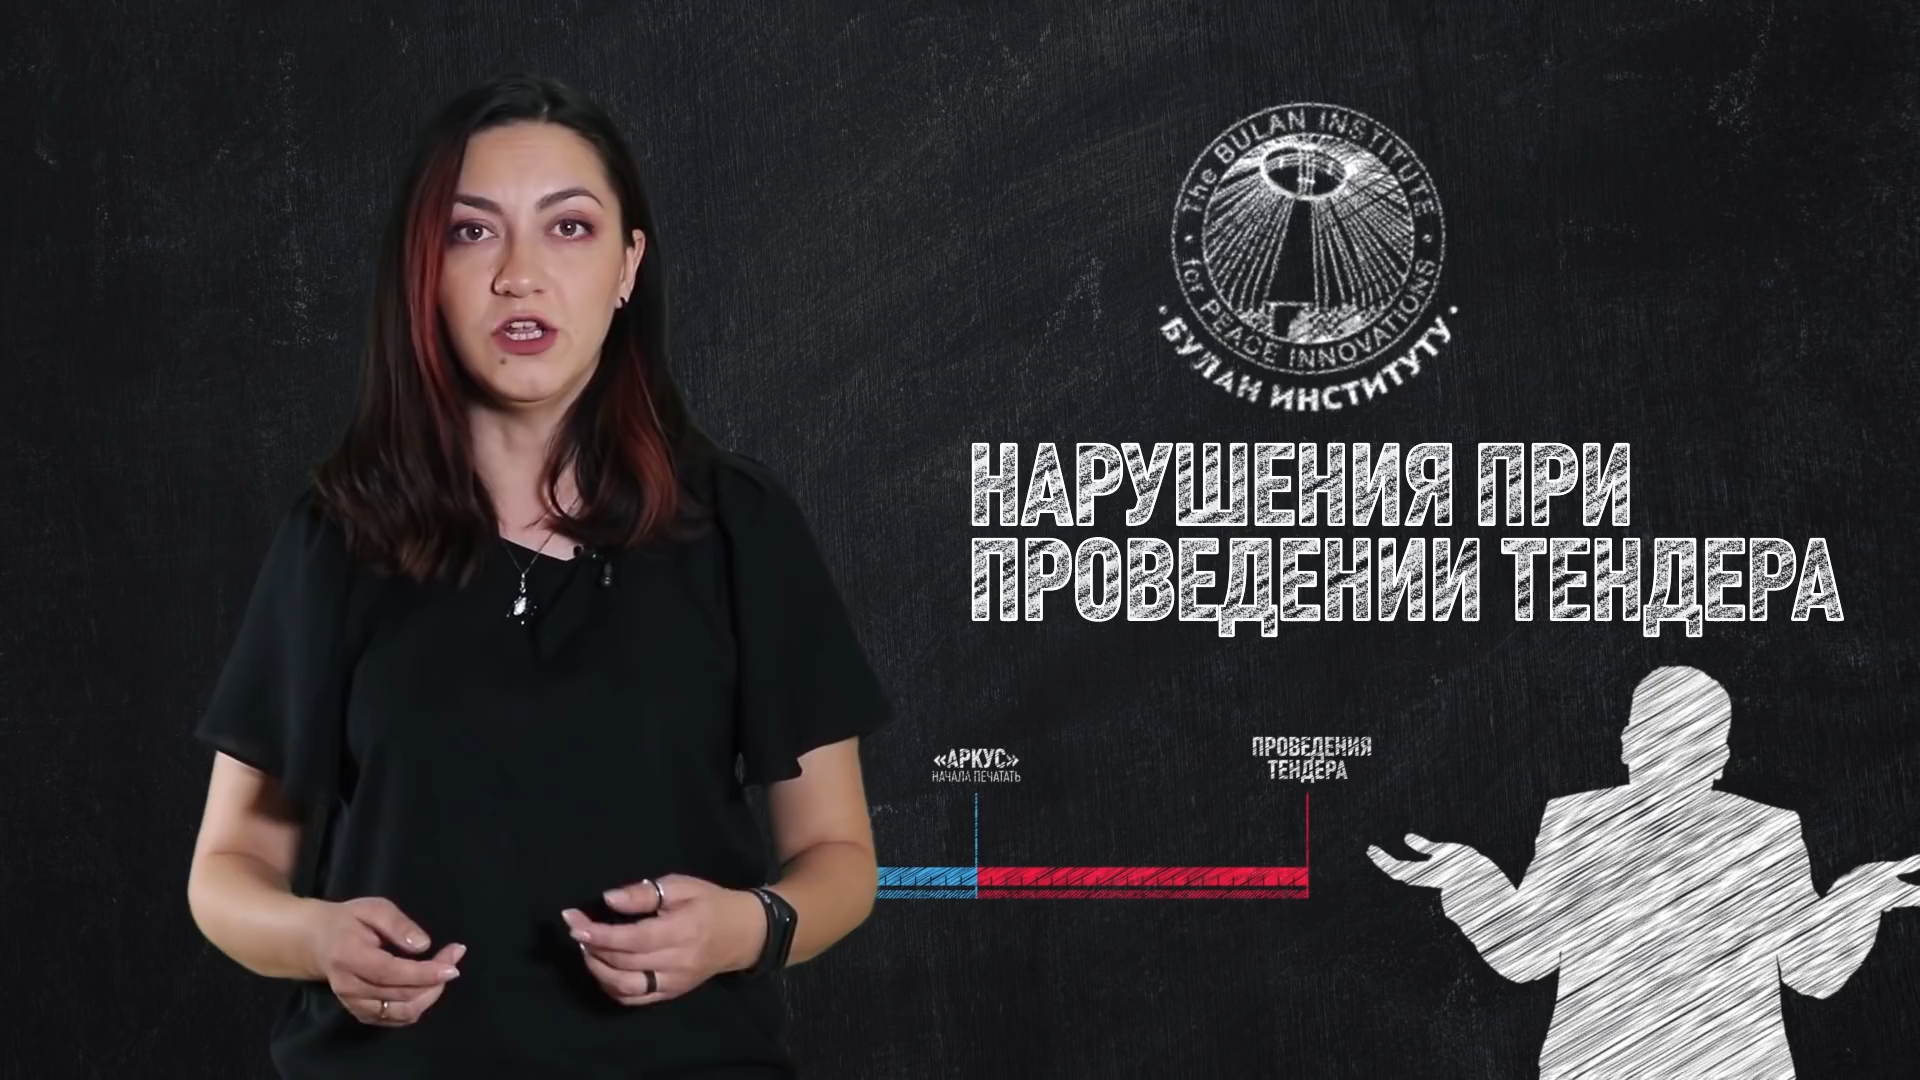 The BULAN INSTITUTE
for PEACE INNOVATIONS
БУЛАН ИНСТИТУТУ
НАРУШЕНИЯ ПРИ
ПРОВЕДЕНИИ ТЕНДЕРА
«АРКУС»
НАЧАЛА ПЕЧАТАТЬ
ПРОВЕДЕНИЯ
ТЕНДЕРА